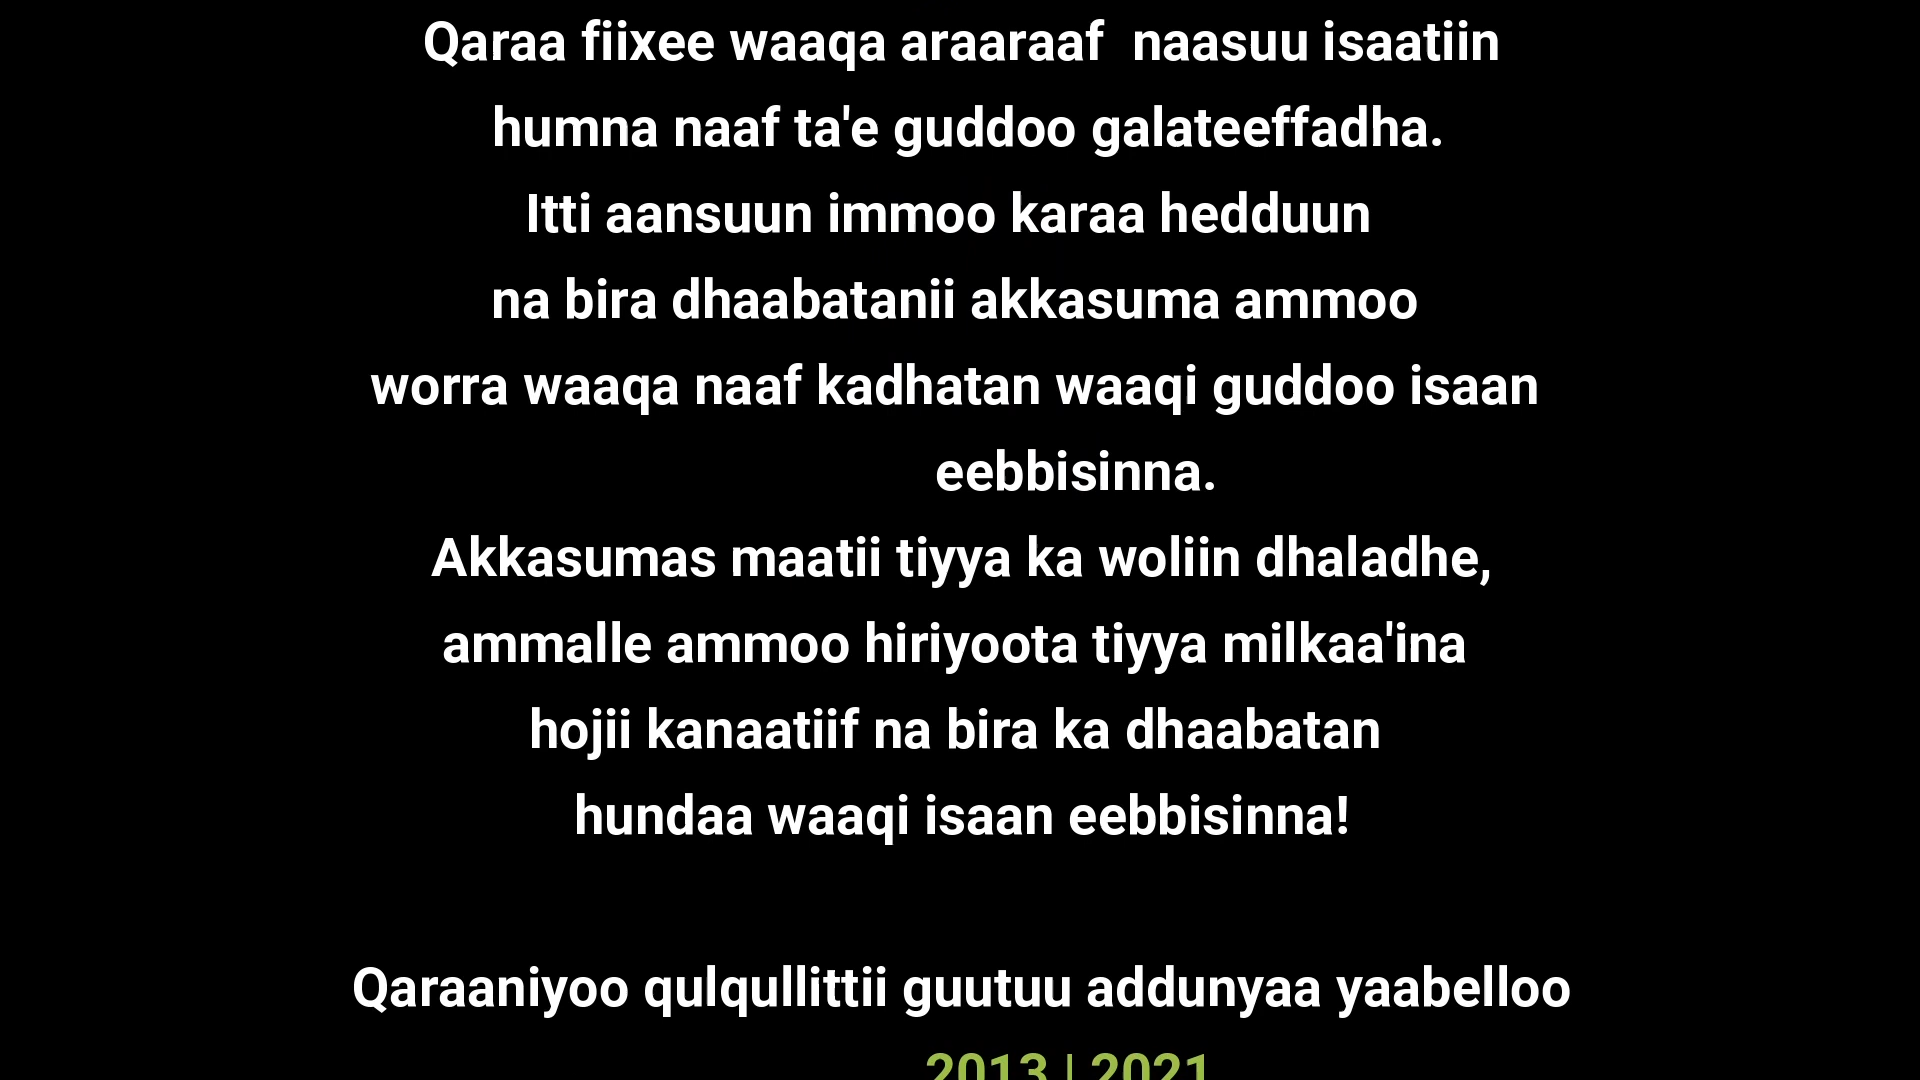 Qaraa fiixee waaqa araaraaf naasuu isaatiin
humna naaf ta'e guddoo galateeffadha.
Itti aansuun immoo karaa hedduun
na bira dhaabatanii akkasuma ammoo
worra waaqa naaf kadhatan waaqi guddoo isaan
eebbisinna.
Akkasumas maatii tiyya ka woliin dhaladhe,
ammalle ammoo hiriyoota tiyya milkaa'ina
hojii kanaatiif na bira ka dhaabatan
hundaa waaqi isaan eebbisinna!
Qaraaniyoo qulqullittii guutuu addunyaa yaabelloo
2013 | 2021